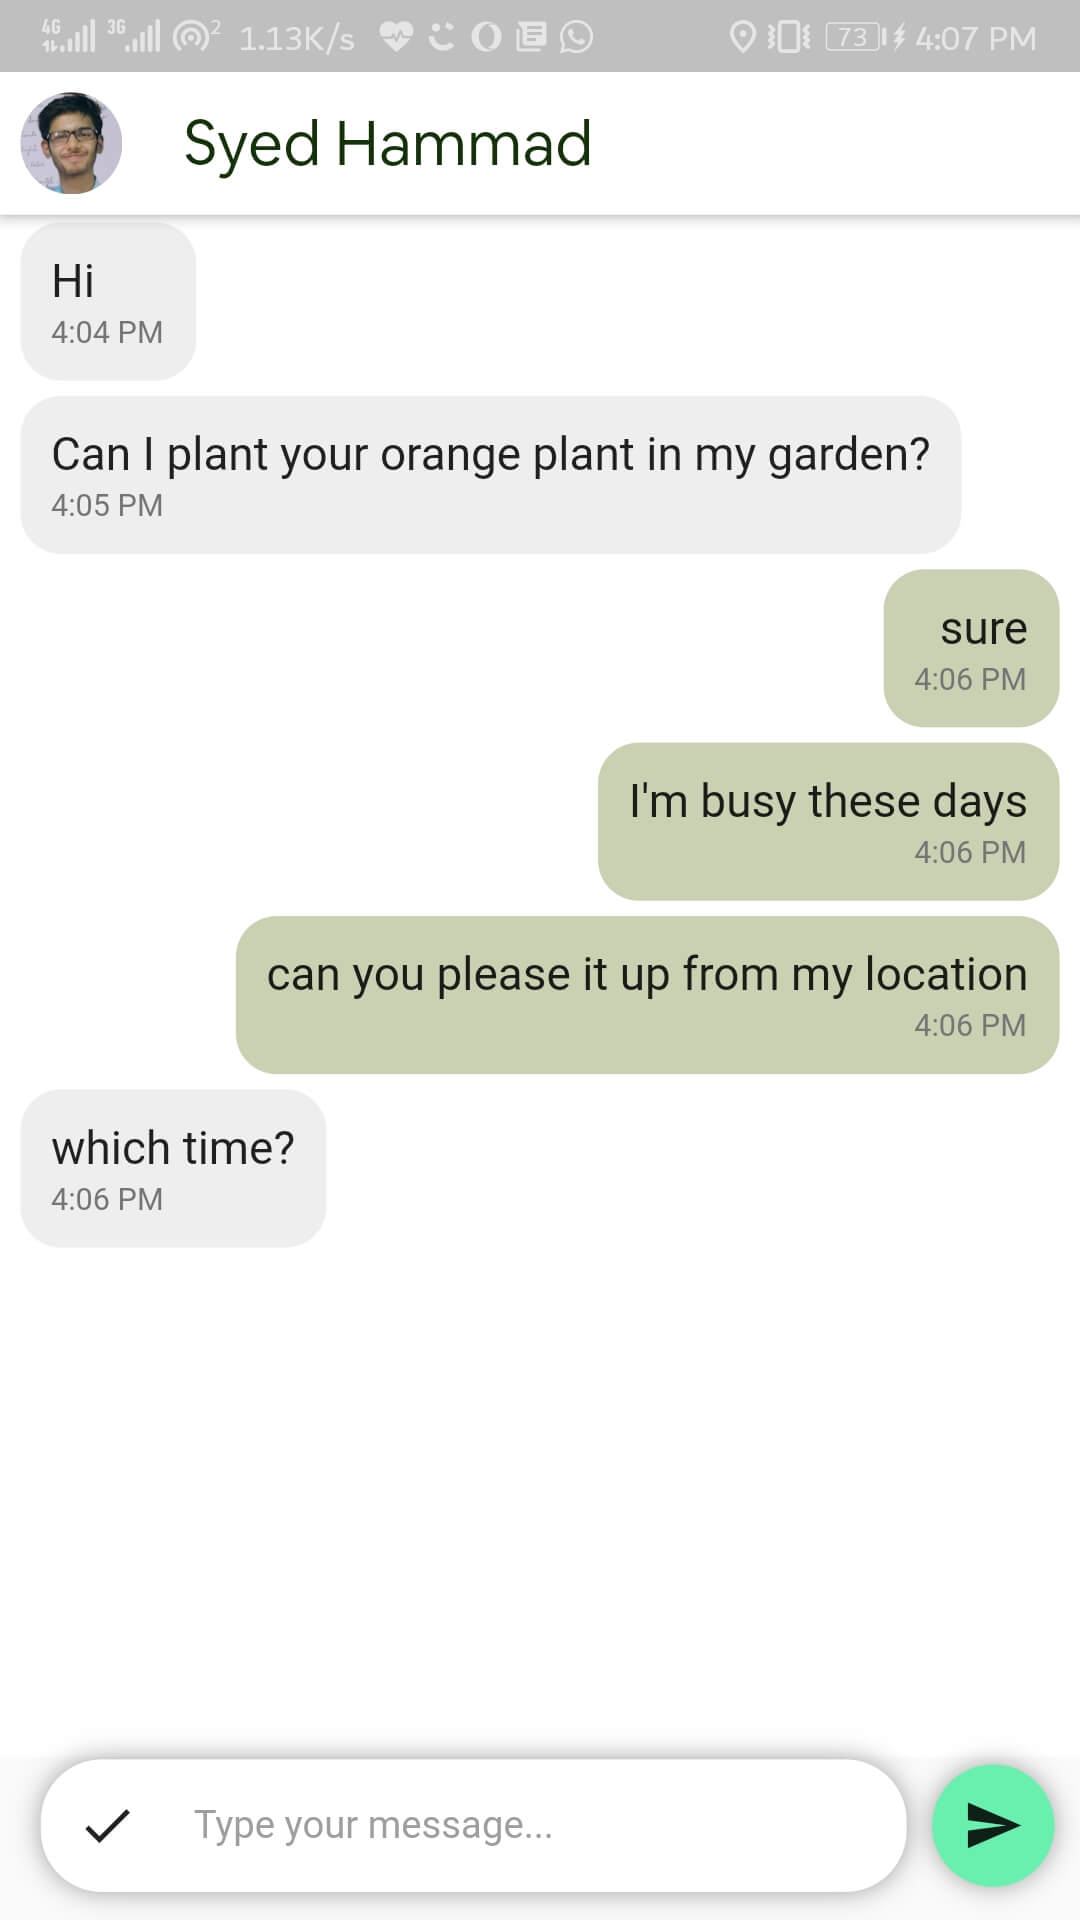 4G 3G 2 1.13K/s 73 4:07 PM
Syed Hammad
Hi
4:04 PM
Can I plant your orange plant in my garden?
4:05 PM
sure
4:06 PM
I'm busy these days
4:06 PM
can you please it up from my location
4:06 PM
which time?
4:06 PM
Type your message...